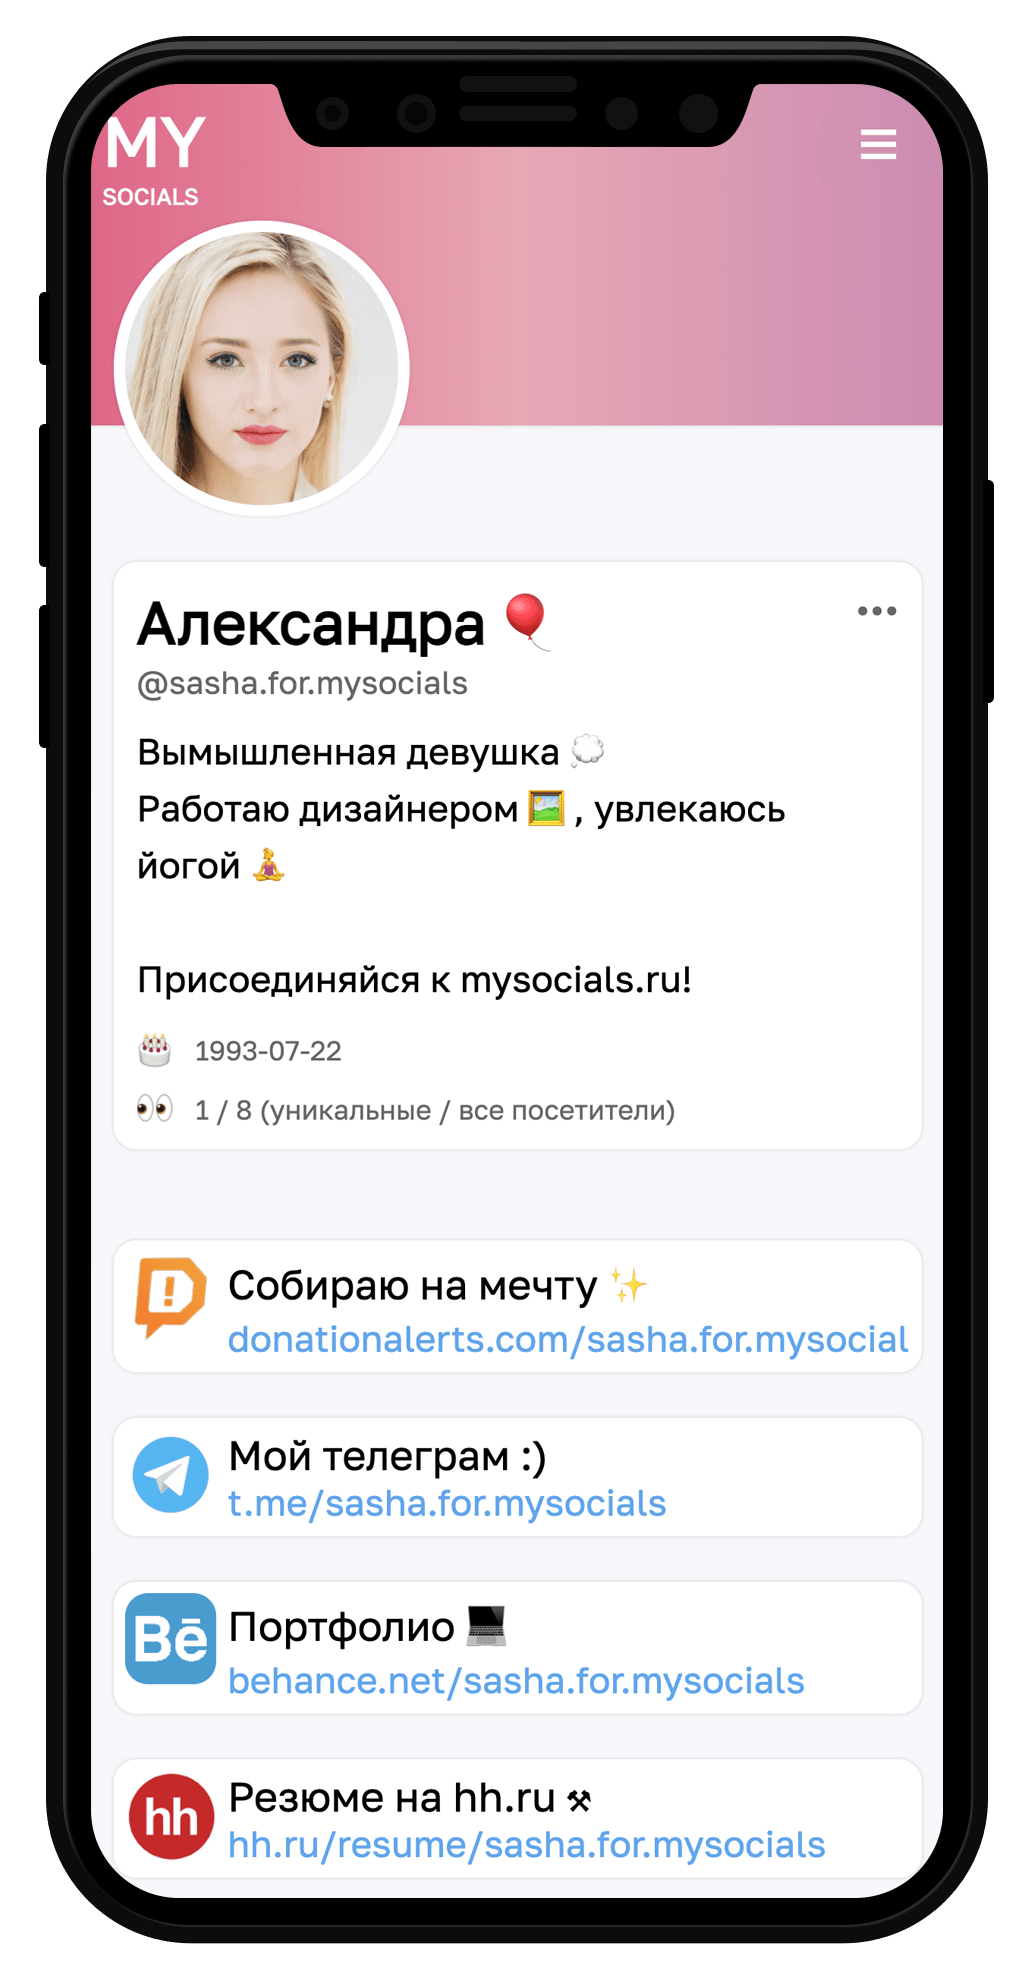 MY
SOCIALS
Александра 🎈
@sasha.for.mysocials
Вымышленная девушка 💭
Работаю дизайнером 🖼️ , увлекаюсь
йогой 🧘‍♀️
Присоединяйся к mysocials.ru!
🎂 1993-07-22
👀 1 / 8 (уникальные / все посетители)
Собираю на мечту ✨
donationalerts.com/sasha.for.mysocial
Мой телеграм :)
t.me/sasha.for.mysocials
Bē
Портфолио 💻
behance.net/sasha.for.mysocials
hh
Резюме на hh.ru ⚒
hh.ru/resume/sasha.for.mysocials